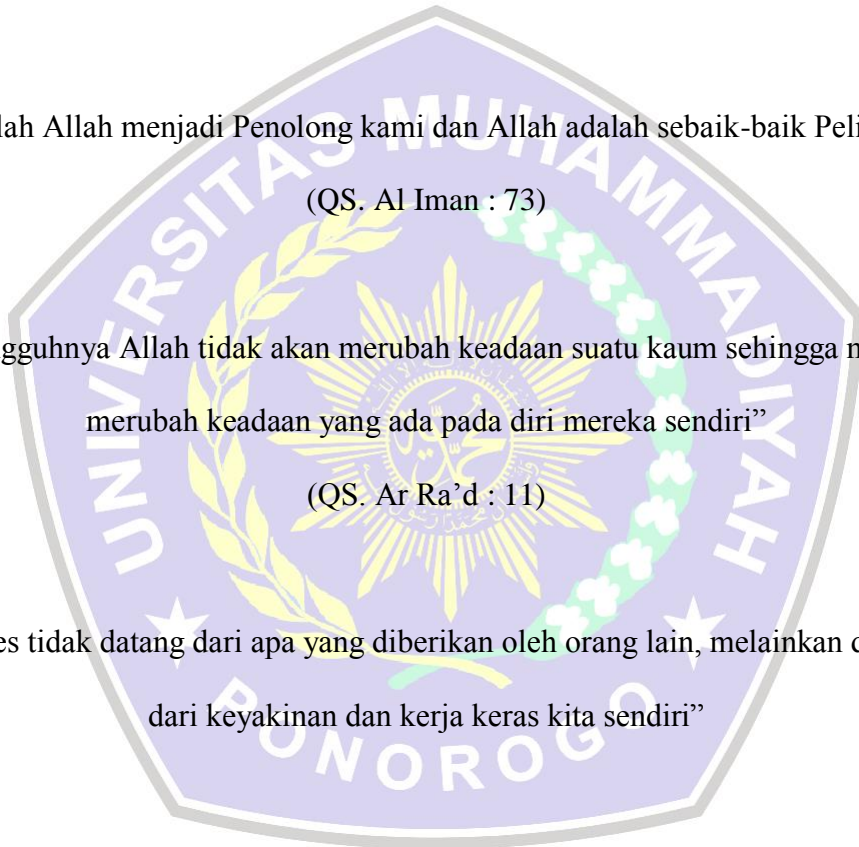 lah Allah menjadi Penolong kami dan Allah adalah sebaik-baik Peli
(QS. Al Iman : 73)
gguhnya Allah tidak akan merubah keadaan suatu kaum sehingga
merubah keadaan yang ada pada diri mereka sendiri”
(QS. Ar Ra’d : 11)
es tidak datang dari apa yang diberikan oleh orang lain, melainkan
dari keyakinan dan kerja keras kita sendiri”
UNIVERSITAS MUHAMMADIYAH
PONOROGO